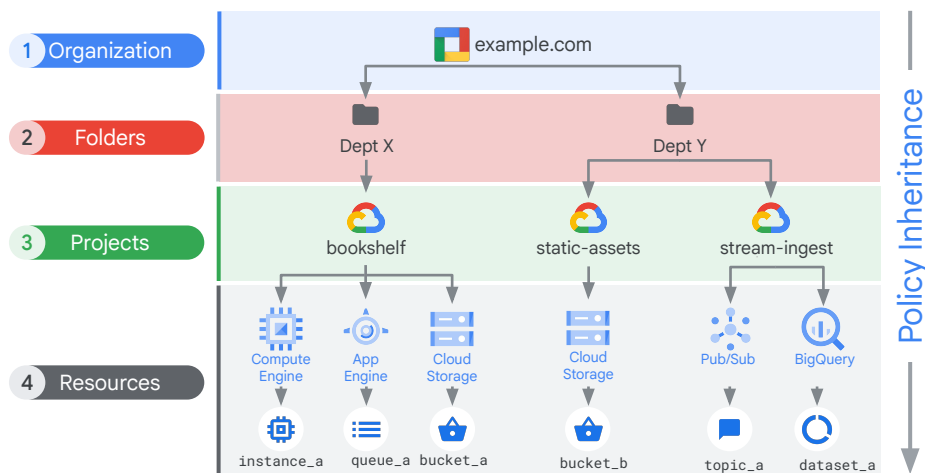 1 Organization
example.com
2 Folders
Dept X
Dept Y
3 Projects
bookshelf
static-assets
stream-ingest
4 Resources
Compute
Engine
App
Engine
Cloud
Storage
Cloud
Storage
Pub/Sub
BigQuery
instance_a
queue_a
bucket_a
bucket_b
topic_a
dataset_a
Policy Inheritance